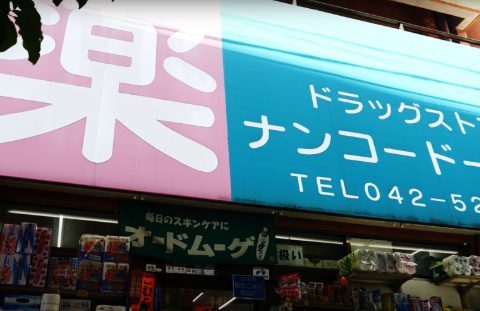 薬
ドラッグスト
ナンコードー
TEL042-52
毎日のスキンケアに
オードムーゲ
扱い